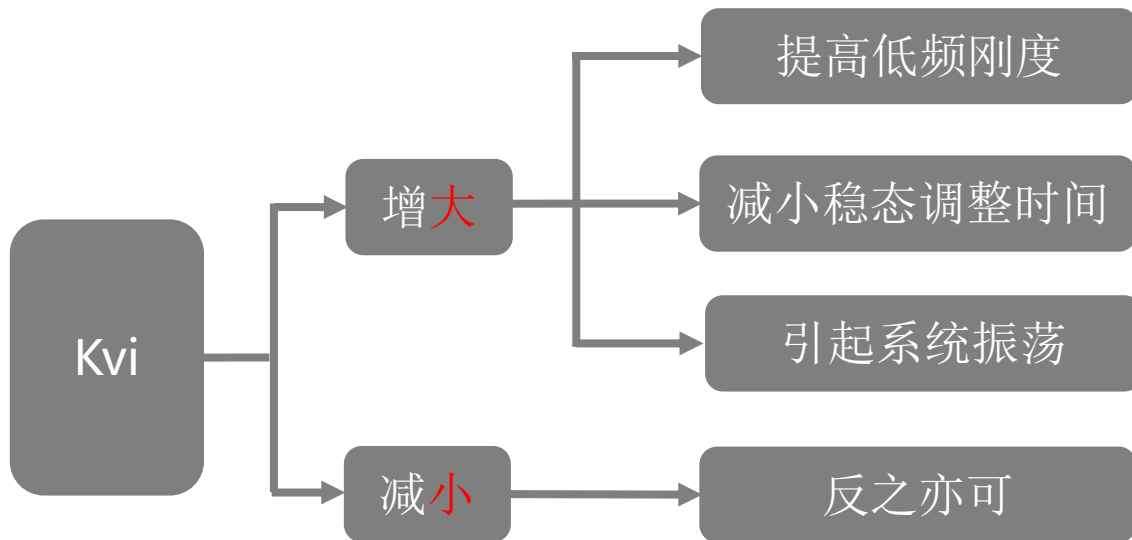 提高低频刚度
增大
减小稳态调整时间
Kvi
引起系统振荡
减小
反之亦可